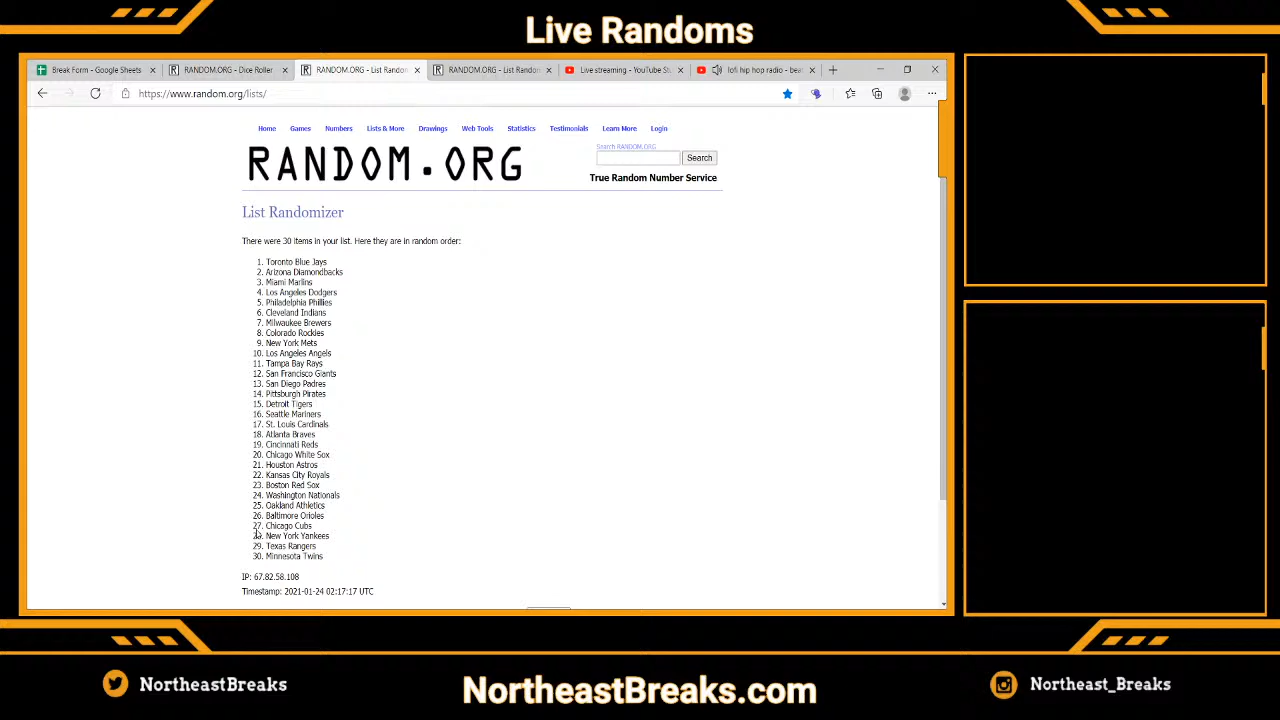 Live Randoms
Break Form - Google Sheets
RANDOM.ORG - Dice Roller
RANDOM.ORG - List Random
RANDOM.ORG - List Random
Live streaming - YouTube St
lofi hip hop radio - bea
https://www.random.org/lists/
Home Games Numbers Lists & More Drawings Web Tools Statistics Testimonials Learn More Login
RANDOM.ORG
Search RANDOM.ORG
Search
True Random Number Service
List Randomizer
There were 30 items in your list. Here they are in random order:
1. Toronto Blue Jays
2. Arizona Diamondbacks
3. Miami Marlins
4. Los Angeles Dodgers
5. Philadelphia Phillies
6. Cleveland Indians
7. Milwaukee Brewers
8. Colorado Rockies
9. New York Mets
10. Los Angeles Angels
11. Tampa Bay Rays
12. San Francisco Giants
13. San Diego Padres
14. Pittsburgh Pirates
15. Detroit Tigers
16. Seattle Mariners
17. St. Louis Cardinals
18. Atlanta Braves
19. Cincinnati Reds
20. Chicago White Sox
21. Houston Astros
22. Kansas City Royals
23. Boston Red Sox
24. Washington Nationals
25. Oakland Athletics
26. Baltimore Orioles
27. Chicago Cubs
28. New York Yankees
29. Texas Rangers
30. Minnesota Twins
IP: 67.82.58.108
Timestamp: 2021-01-24 02:17:17 UTC
NortheastBreaks
NortheastBreaks.com
Northeast_Breaks